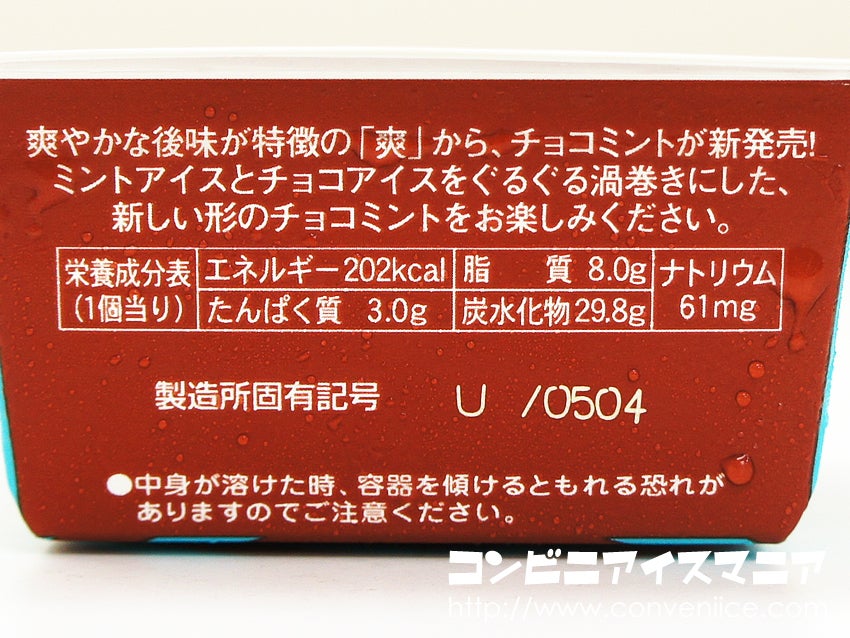 爽やかな後味が特徴の「爽」から、チョコミントが新発売!
ミントアイスとチョコアイスをぐるぐる渦巻きにした、
新しい形のチョコミントをお楽しみください。
栄養成分表 エネルギー202kcal 脂 質 8.0g ナトリウム
(1個当り) たんぱく質 3.0g 炭水化物29.8g 61mg
製造所固有記号 U /0504
●中身が溶けた時、容器を傾けるともれる恐れが
ありますのでご注意ください。
コンビニアイスマニア
http://www.conveniice.com